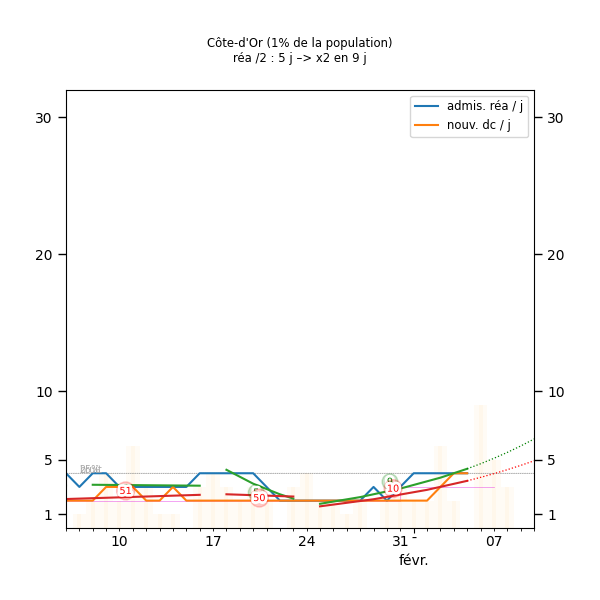 Côte-d'Or (1% de la population)
réa /2 : 5 j –> x2 en 9 j
admis. réa / j
nouv. dc / j
30 30
20 20
10 10
5 5
1 1
51
50
9
10
10 17 24 31 - 07
févr.